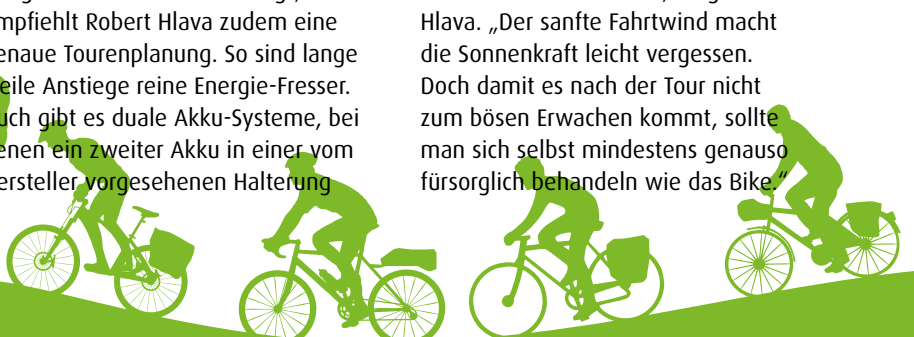 mpfiehlt Robert Hlava zudem eine
enaue Tourenplanung. So sind lange
eile Anstiege reine Energie-Fresser.
uch gibt es duale Akku-Systeme, bei
enen ein zweiter Akku in einer vom
ersteller vorgesehenen Halterung
Hlava. „Der sanfte Fahrtwind macht
die Sonnenkraft leicht vergessen.
Doch damit es nach der Tour nicht
zum bösen Erwachen kommt, sollte
man sich selbst mindestens genauso
fürsorglich behandeln wie das Bike.“